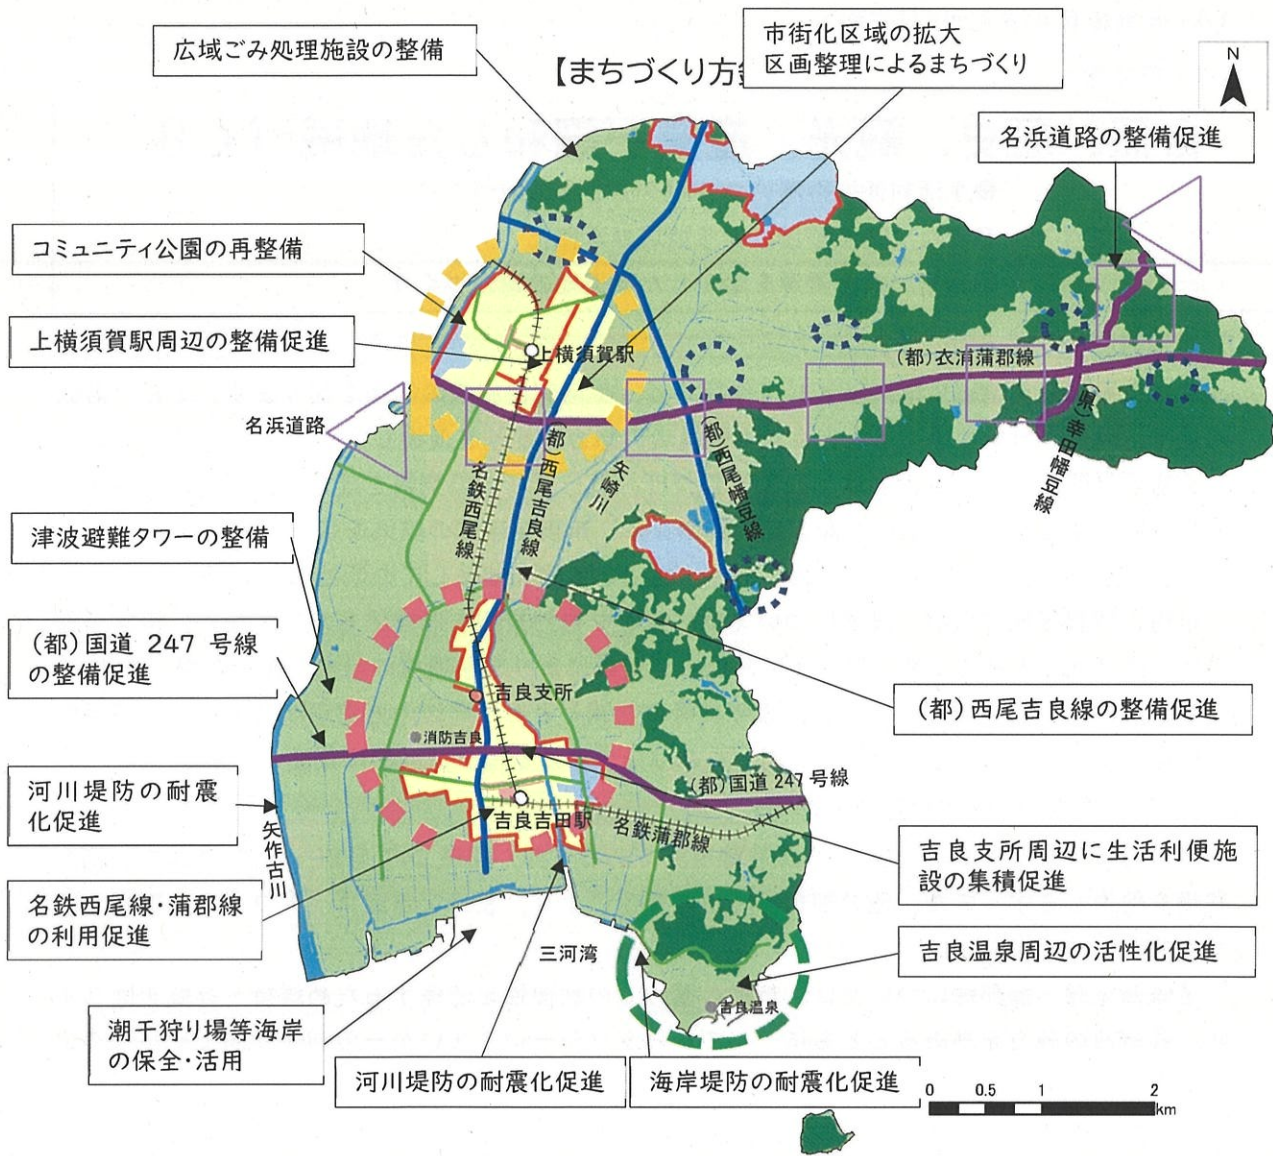 広域ごみ処理施設の整備
市街化区域の拡大
区画整理によるまちづくり
【まちづくり方
N
名浜道路の整備促進
コミュニティ公園の再整備
上横須賀駅周辺の整備促進
上横須賀駅
(都)衣浦蒲郡線
名浜道路
(県)幸田幡豆線
(都)西尾幡豆線
矢崎川
(都)西尾吉良線
名鉄西尾線
津波避難タワーの整備
(都)国道 247 号線
の整備促進
吉良支所
(都)西尾吉良線の整備促進
消防吉良
(都)国道 247 号線
河川堤防の耐震
化促進
矢作古川
吉良吉田駅
名鉄蒲郡線
吉良支所周辺に生活利便施
設の集積促進
名鉄西尾線・蒲郡線
の利用促進
三河湾
吉良温泉周辺の活性化促進
吉良温泉
潮干狩り場等海岸
の保全・活用
河川堤防の耐震化促進
海岸堤防の耐震化促進
0 0.5 1 2
km